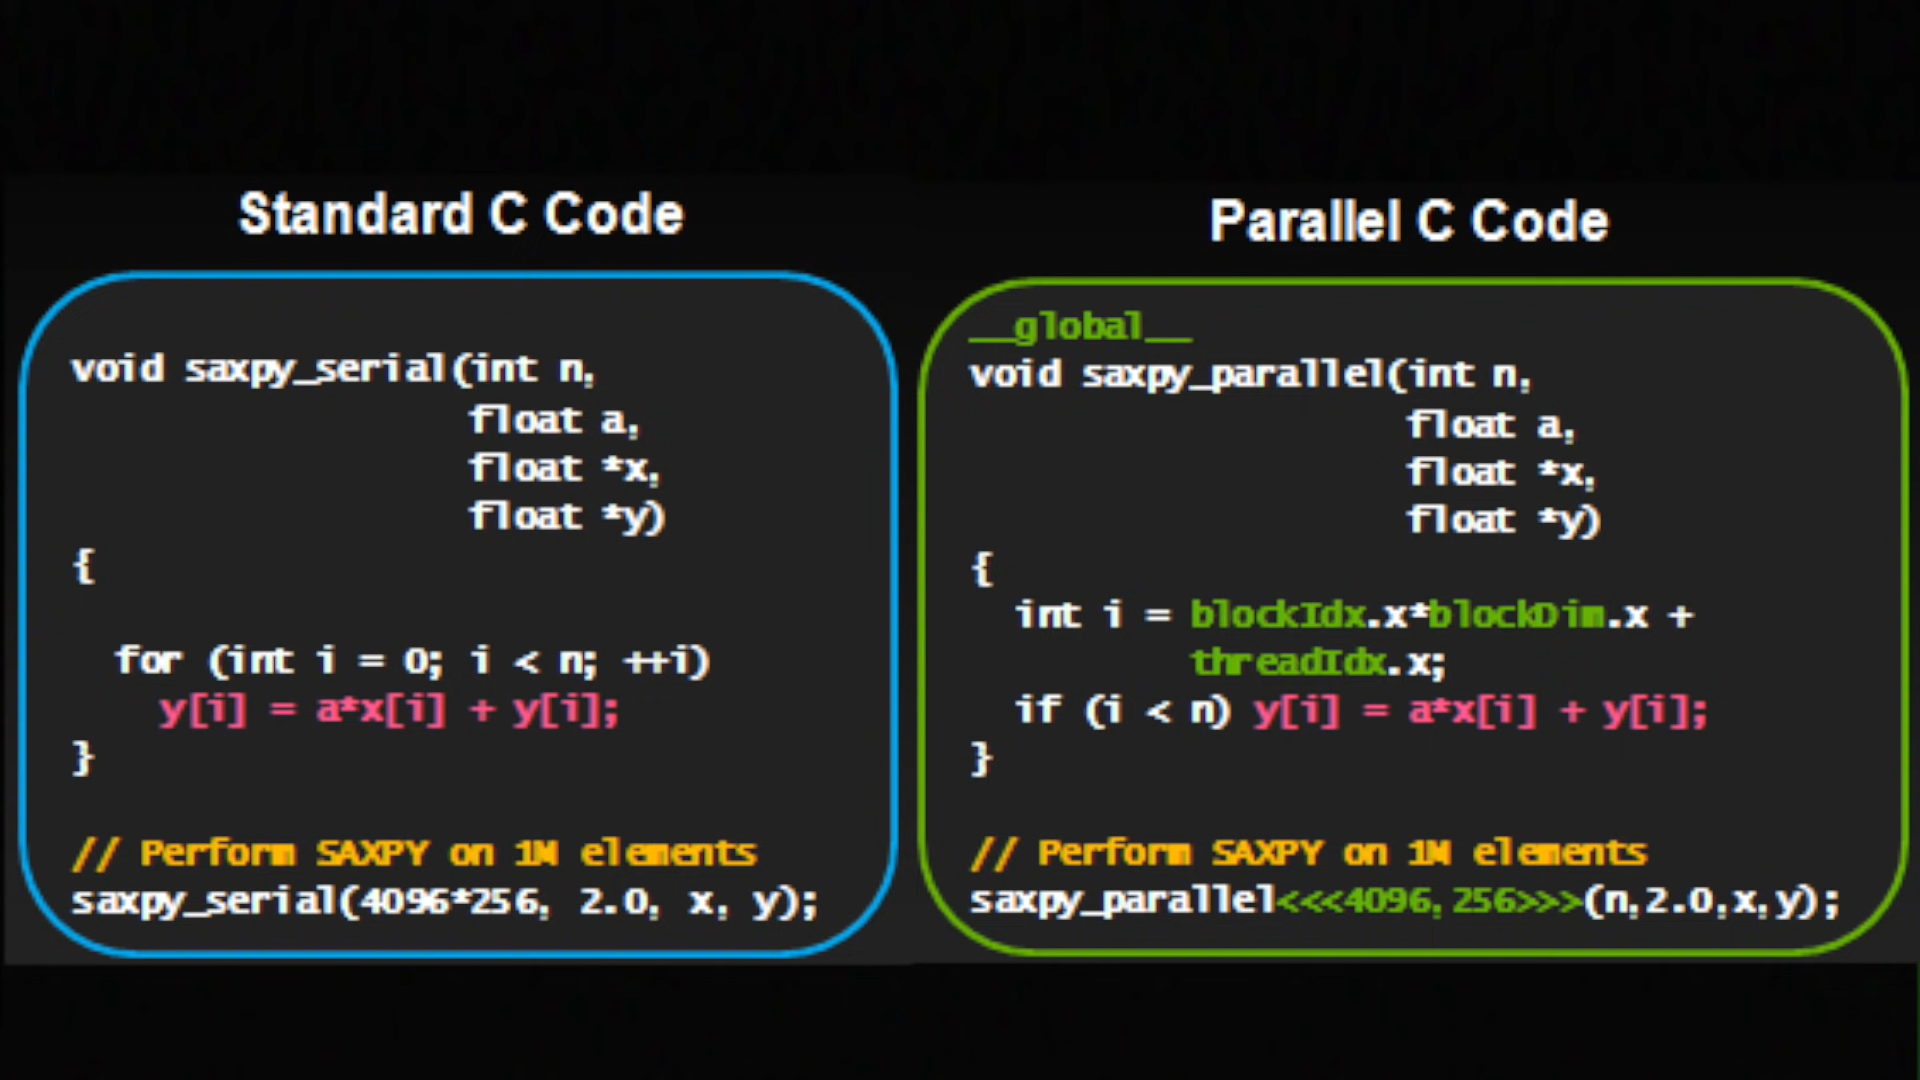 Standard C Code
void saxpy_serial(int n,
float a,
float *x,
float *y)
{
for (int i = 0; i < n; ++i)
y[i] = a*x[i] + y[i];
}
// Perform SAXPY on 1M elements
saxpy_serial(4096*256, 2.0, x, y);
Parallel C Code
__global__
void saxpy_parallel(int n,
float a,
float *x,
float *y)
{
int i = blockIdx.x*blockDim.x +
threadIdx.x;
if (i < n) y[i] = a*x[i] + y[i];
}
// Perform SAXPY on 1M elements
saxpy_parallel<<<4096,256>>>(n,2.0,x,y);